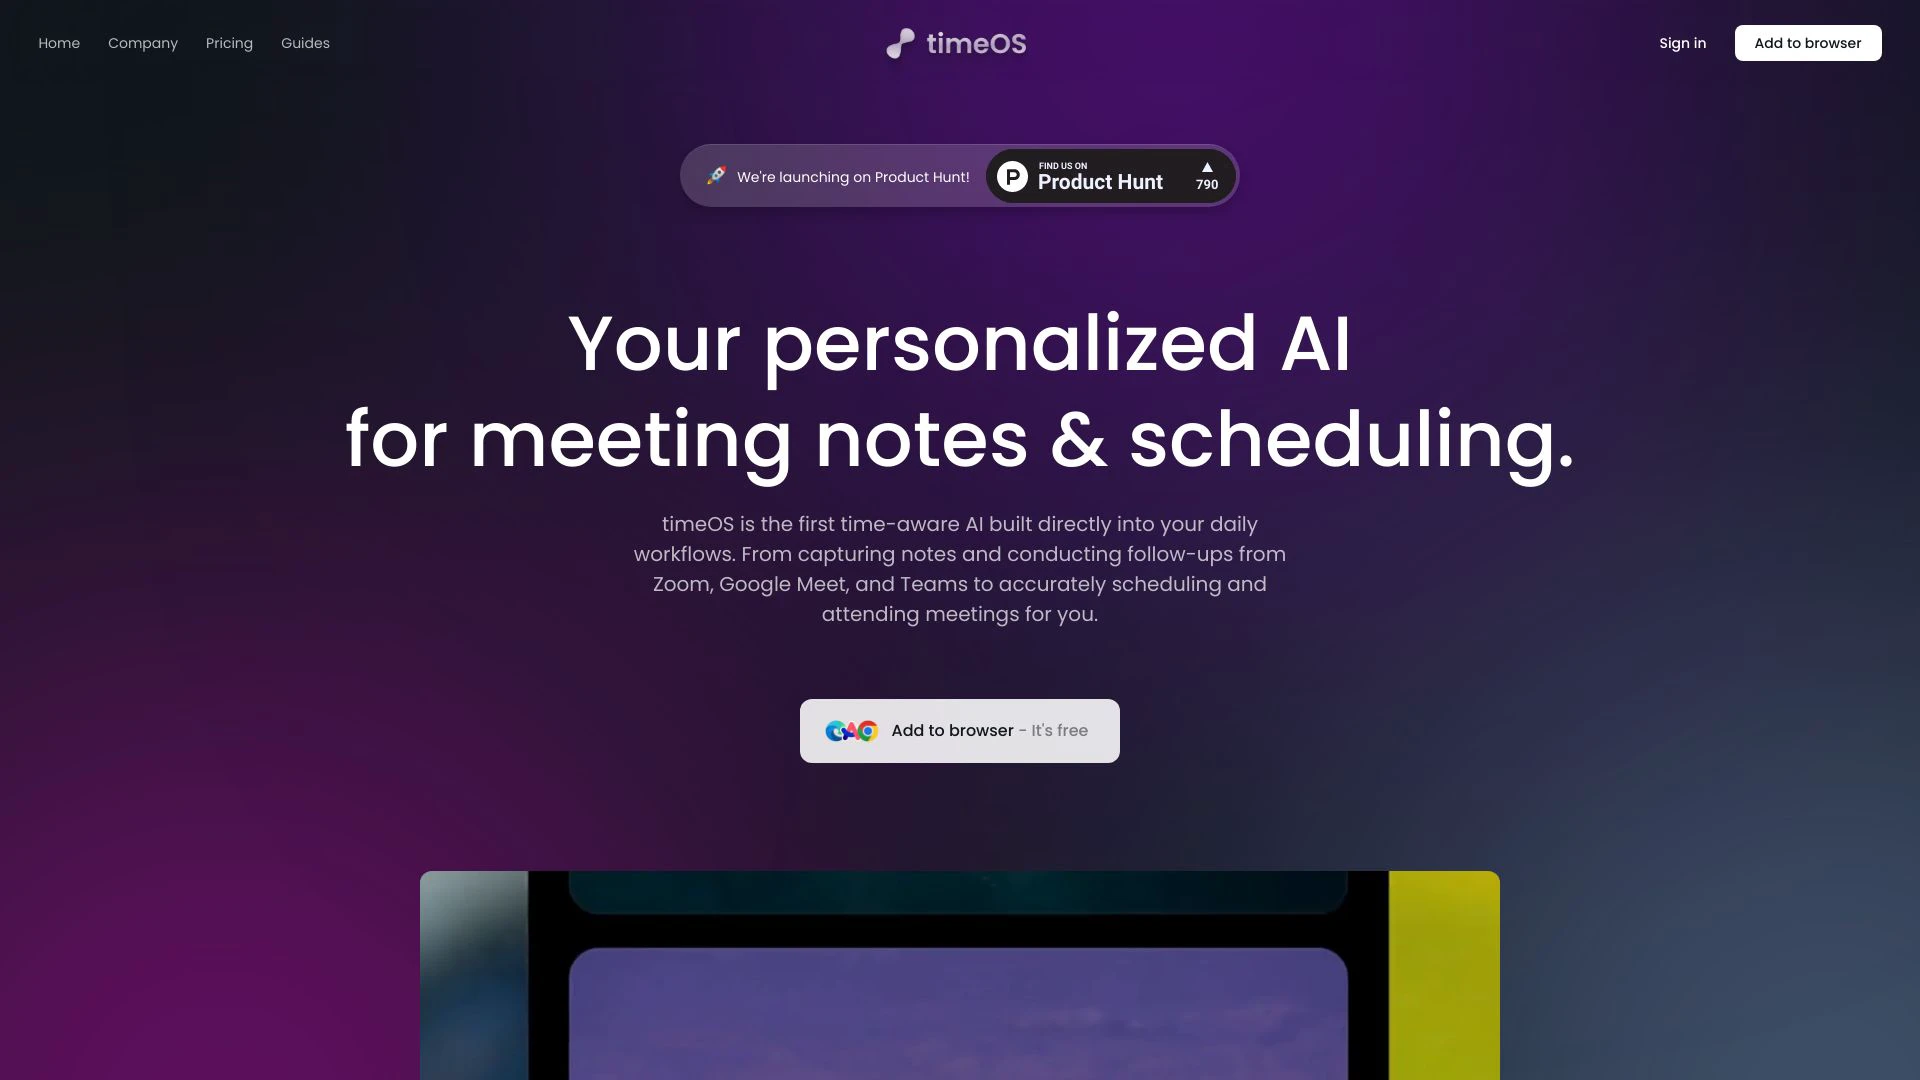 Home
Company
Pricing
Guides
timeOS
Sign in
Add to browser
We're launching on Product Hunt!
FIND US ON
Product Hunt
790
Your personalized AI
for meeting notes & scheduling.
timeOS is the first time-aware AI built directly into your daily
workflows. From capturing notes and conducting follow-ups from
Zoom, Google Meet, and Teams to accurately scheduling and
attending meetings for you.
Add to browser - It's free